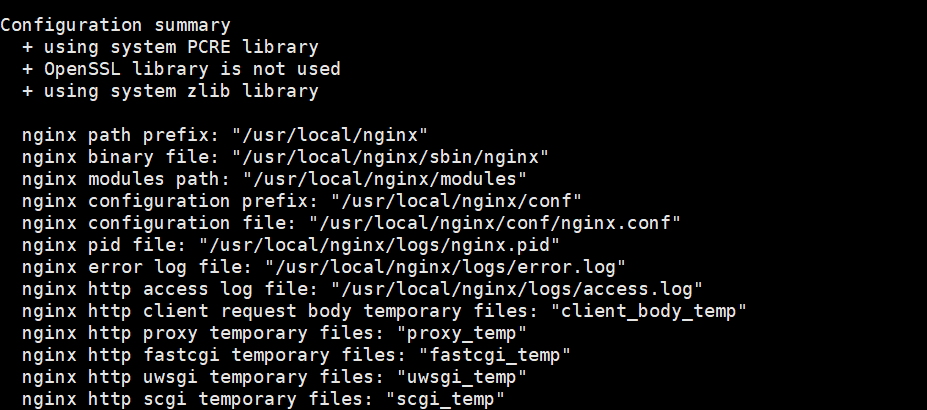 Configuration summary
+ using system PCRE library
+ OpenSSL library is not used
+ using system zlib library
nginx path prefix: "/usr/local/nginx"
nginx binary file: "/usr/local/nginx/sbin/nginx"
nginx modules path: "/usr/local/nginx/modules"
nginx configuration prefix: "/usr/local/nginx/conf"
nginx configuration file: "/usr/local/nginx/conf/nginx.conf"
nginx pid file: "/usr/local/nginx/logs/nginx.pid"
nginx error log file: "/usr/local/nginx/logs/error.log"
nginx http access log file: "/usr/local/nginx/logs/access.log"
nginx http client request body temporary files: "client_body_temp"
nginx http proxy temporary files: "proxy_temp"
nginx http fastcgi temporary files: "fastcgi_temp"
nginx http uwsgi temporary files: "uwsgi_temp"
nginx http scgi temporary files: "scgi_temp"